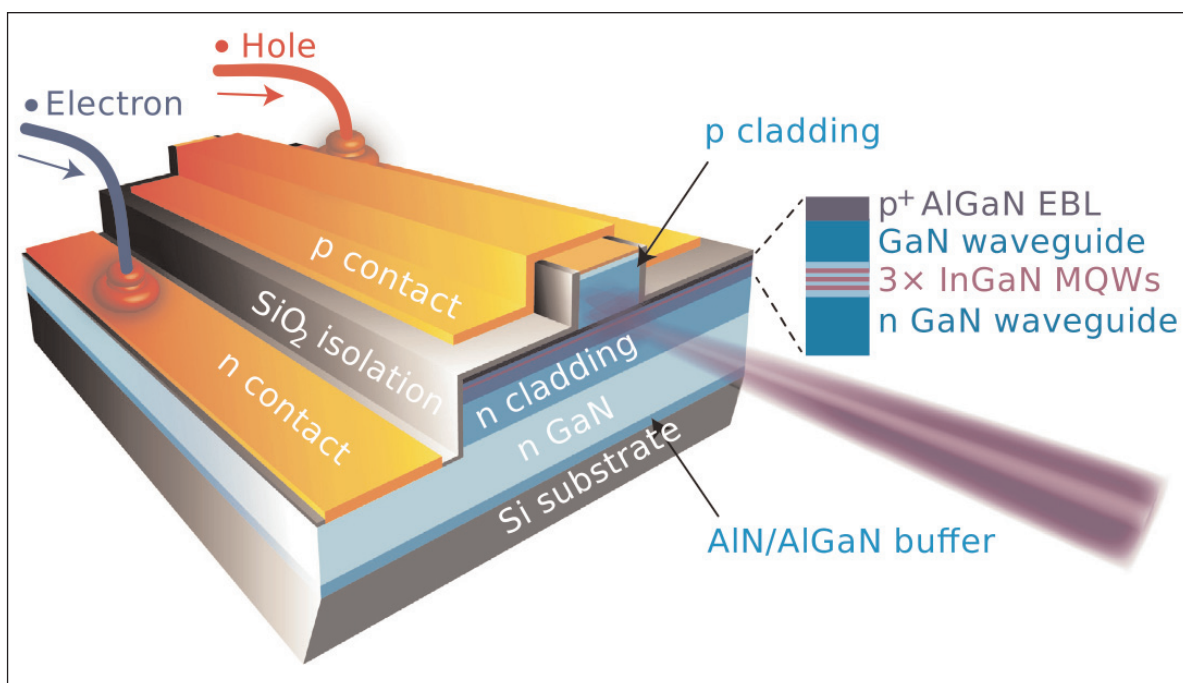 • Hole
• Electron
p cladding
p⁺ AlGaN EBL
GaN waveguide
3× InGaN MQWs
n GaN waveguide
p contact
SiO₂ isolation
n contact
n cladding
n GaN
Si substrate
AlN/AlGaN buffer